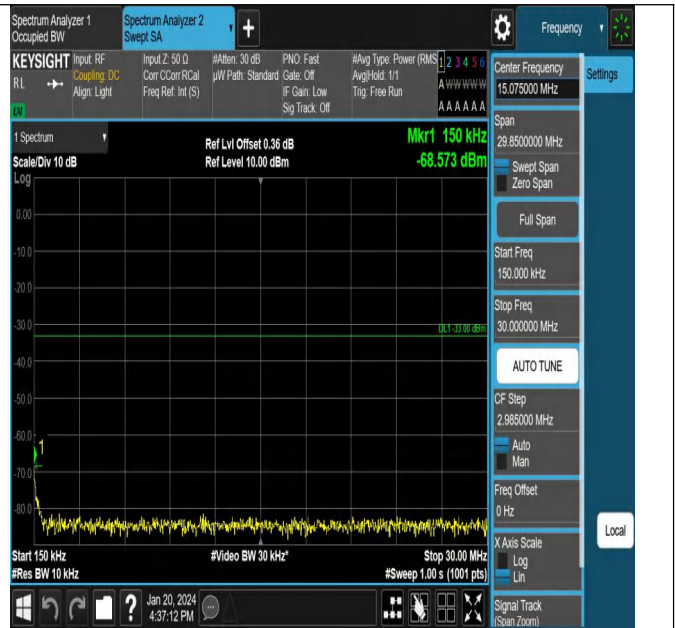 Spectrum Analyzer 1
Occupied BW
Spectrum Analyzer 2
Swept SA
Frequency
KEYSIGHT
RL
LXI
Input: RF
Coupling: DC
Align: Light
Input Z: 50 Ω
Corr CCorr RCal
Freq Ref: Int (S)
#Atten: 30 dB
µW Path: Standard
PNO: Fast
Gate: Off
IF Gain: Low
Sig Track: Off
#Avg Type: Power (RMS
Avg|Hold: 1/1
Trig: Free Run
1 2 3 4 5 6
A W W W W W
A A A A A A
1 Spectrum
Scale/Div 10 dB
Log
Ref Lvl Offset 0.36 dB
Ref Level 10.00 dBm
Mkr1 150 kHz
-68.573 dBm
0.00
-10.0
-20.0
-30.0
DL1 -33.00 dBm
-40.0
-50.0
-60.0
1
-70.0
-80.0
Start 150 kHz
#Video BW 30 kHz*
Stop 30.00 MHz
#Res BW 10 kHz
#Sweep 1.00 s (1001 pts)
?
Jan 20, 2024
4:37:12 PM
Center Frequency
15.075000 MHz
Settings
Span
29.8500000 MHz
Swept Span
Zero Span
Full Span
Start Freq
150.000 kHz
Stop Freq
30.000000 MHz
AUTO TUNE
CF Step
2.985000 MHz
Auto
Man
Freq Offset
0 Hz
Local
X Axis Scale
Log
Lin
Signal Track
(Span Zoom)